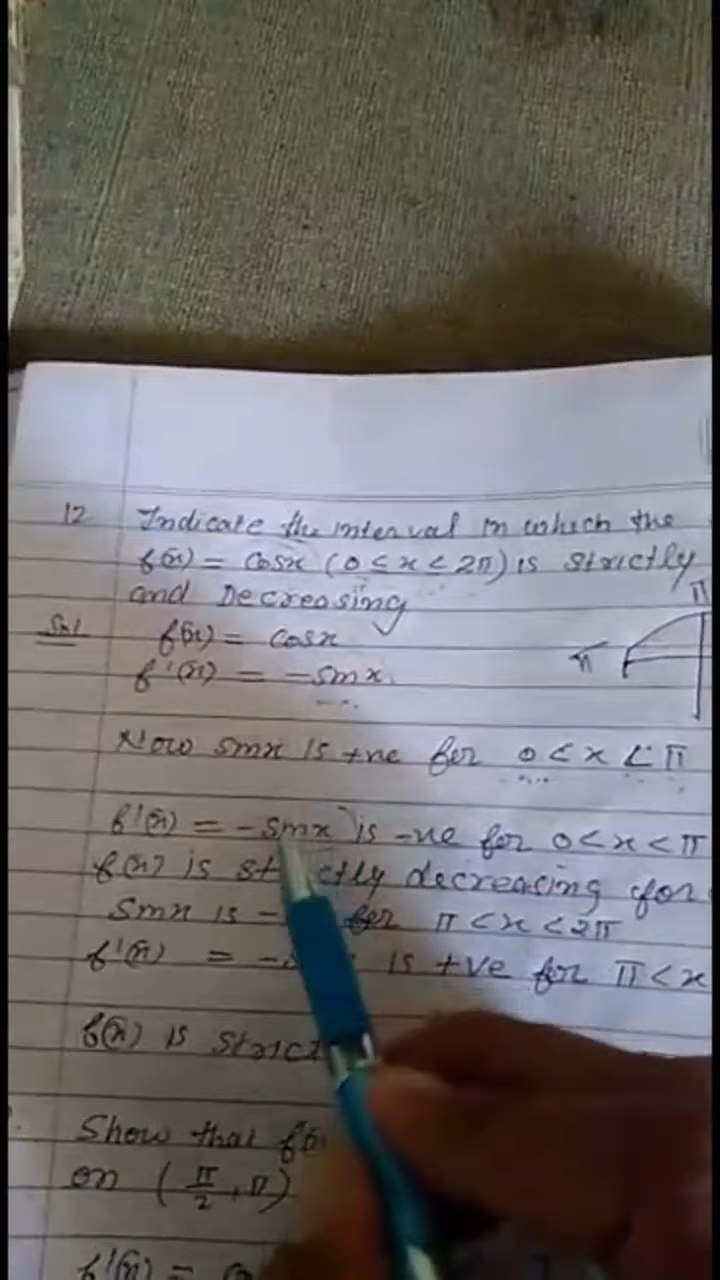 12 Indicate the interval in which the
f(x) = cosx (0 ≤ x ≤ 2π) is strictly
and Decreasing
Sol f(x) = cosx
f'(x) = -sinx.
π
π
Now sinx is +ve for 0 < x < π
f'(x) = -sinx is -ve for 0 < x < π
f(x) is strictly decreasing for
Sinx is - for π < x < 2π
f'(x) = - is +ve for π < x
f(x) is strict
Show that f(x
on (π/2, π)
f'(x) =